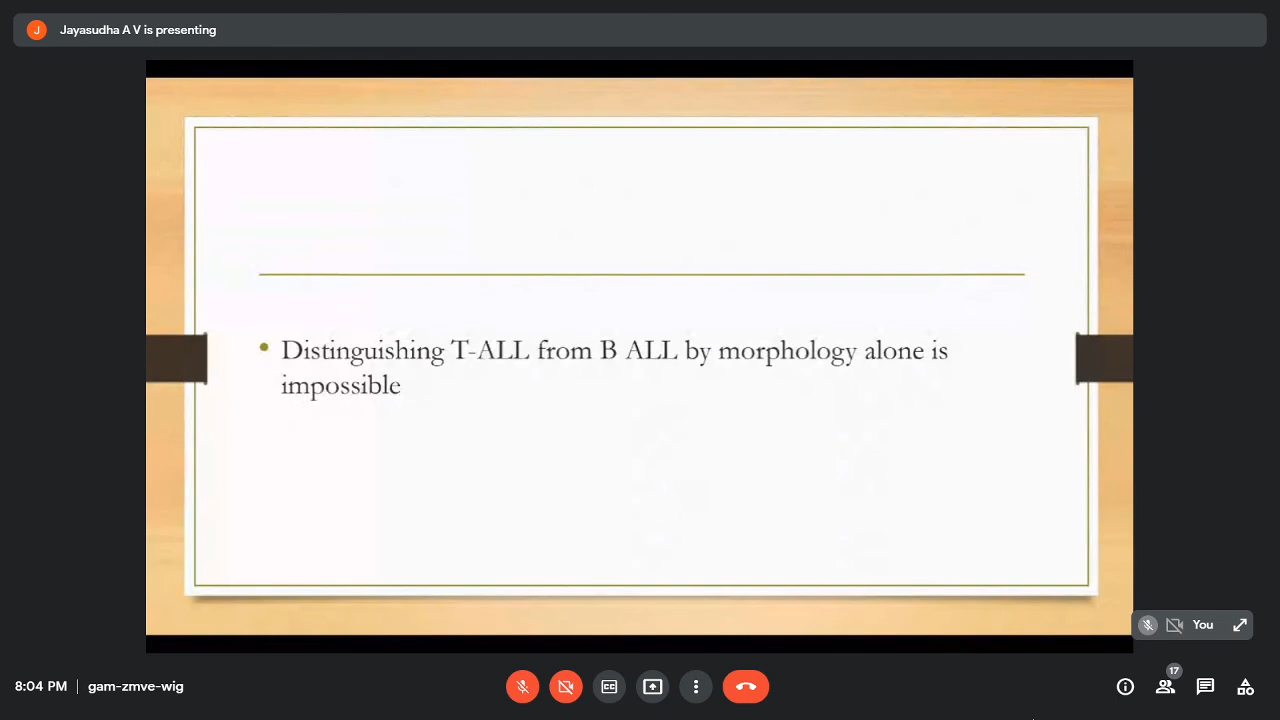 J Jayasudha A V is presenting
• Distinguishing T-ALL from B ALL by morphology alone is
impossible
You
17
8:04 PM | gam-zmve-wig